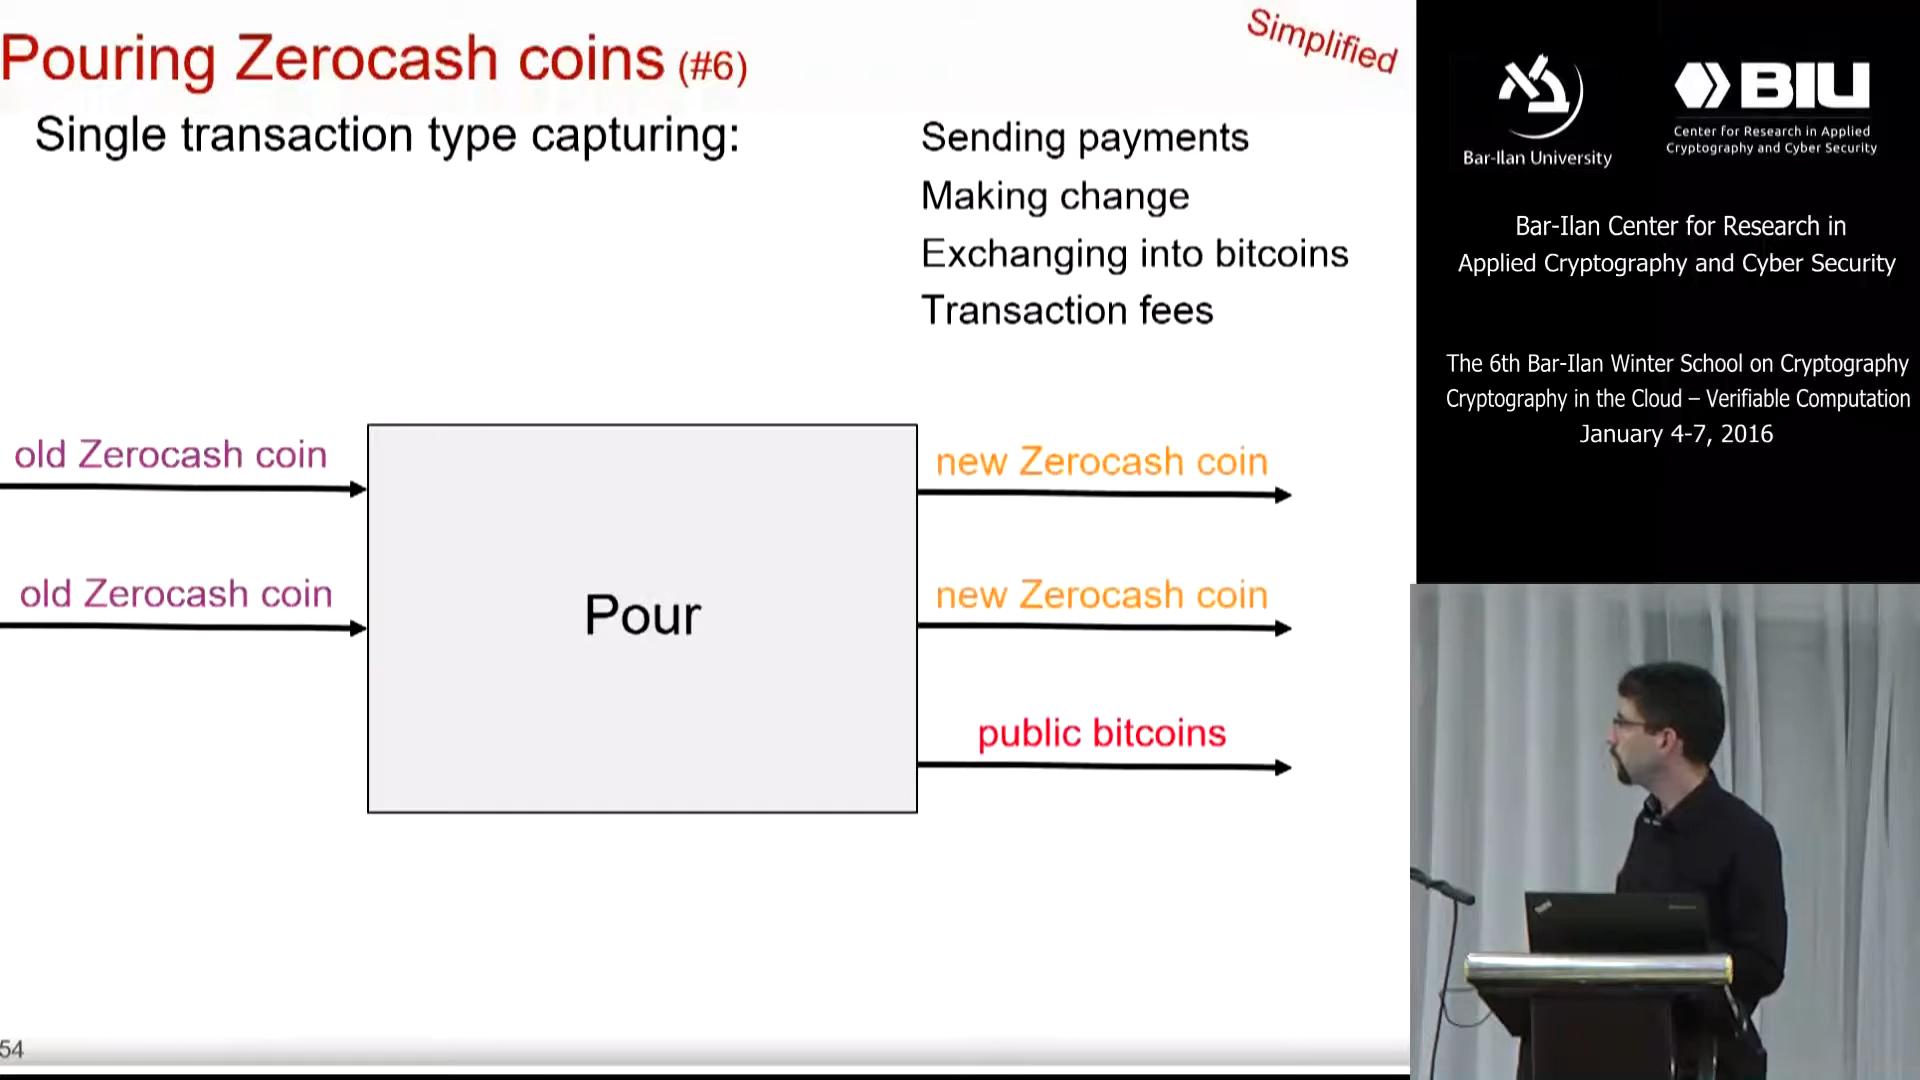 Pouring Zerocash coins (#6)
Simplified
Single transaction type capturing:
Sending payments
Making change
Exchanging into bitcoins
Transaction fees
old Zerocash coin
old Zerocash coin
Pour
new Zerocash coin
new Zerocash coin
public bitcoins
54
Bar-Ilan University
BIU
Center for Research in Applied
Cryptography and Cyber Security
Bar-Ilan Center for Research in
Applied Cryptography and Cyber Security
The 6th Bar-Ilan Winter School on Cryptography
Cryptography in the Cloud – Verifiable Computation
January 4-7, 2016